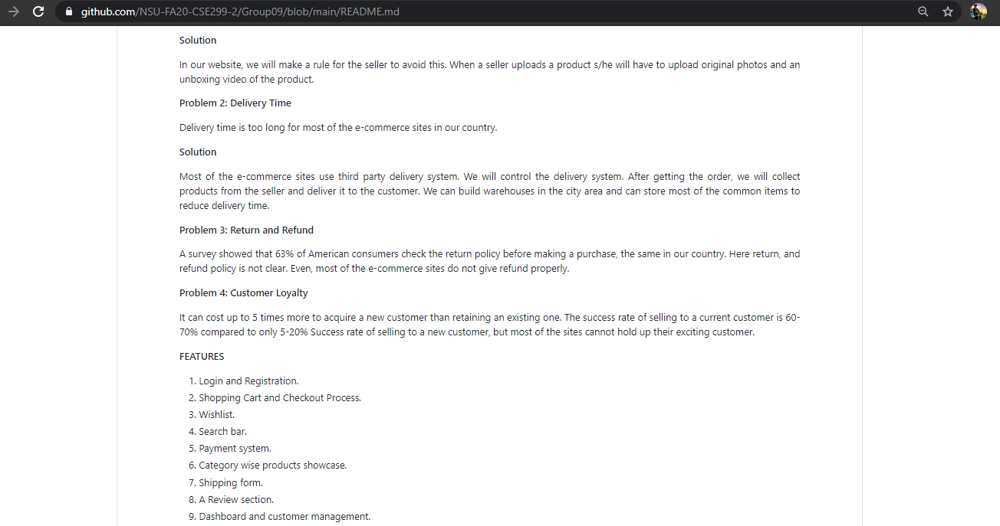 github.com/NSU-FA20-CSE299-2/Group09/blob/main/README.md
Solution
In our website, we will make a rule for the seller to avoid this. When a seller uploads a product s/he will have to upload original photos and an
unboxing video of the product.
Problem 2: Delivery Time
Delivery time is too long for most of the e-commerce sites in our country.
Solution
Most of the e-commerce sites use third party delivery system. We will control the delivery system. After getting the order, we will collect
products from the seller and deliver it to the customer. We can build warehouses in the city area and can store most of the common items to
reduce delivery time.
Problem 3: Return and Refund
A survey showed that 63% of American consumers check the return policy before making a purchase, the same in our country. Here return, and
refund policy is not clear. Even, most of the e-commerce sites do not give refund properly.
Problem 4: Customer Loyalty
It can cost up to 5 times more to acquire a new customer than retaining an existing one. The success rate of selling to a current customer is 60-
70% compared to only 5-20% Success rate of selling to a new customer, but most of the sites cannot hold up their exciting customer.
FEATURES
1. Login and Registration.
2. Shopping Cart and Checkout Process.
3. Wishlist.
4. Search bar.
5. Payment system.
6. Category wise products showcase.
7. Shipping form.
8. A Review section.
9. Dashboard and customer management.